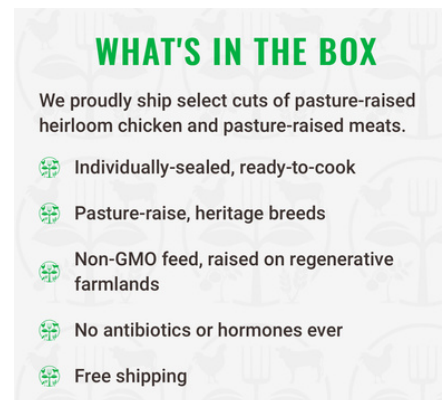 WHAT'S IN THE BOX
We proudly ship select cuts of pasture-raised
heirloom chicken and pasture-raised meats.
Individually-sealed, ready-to-cook
Pasture-raise, heritage breeds
Non-GMO feed, raised on regenerative
farmlands
No antibiotics or hormones ever
Free shipping